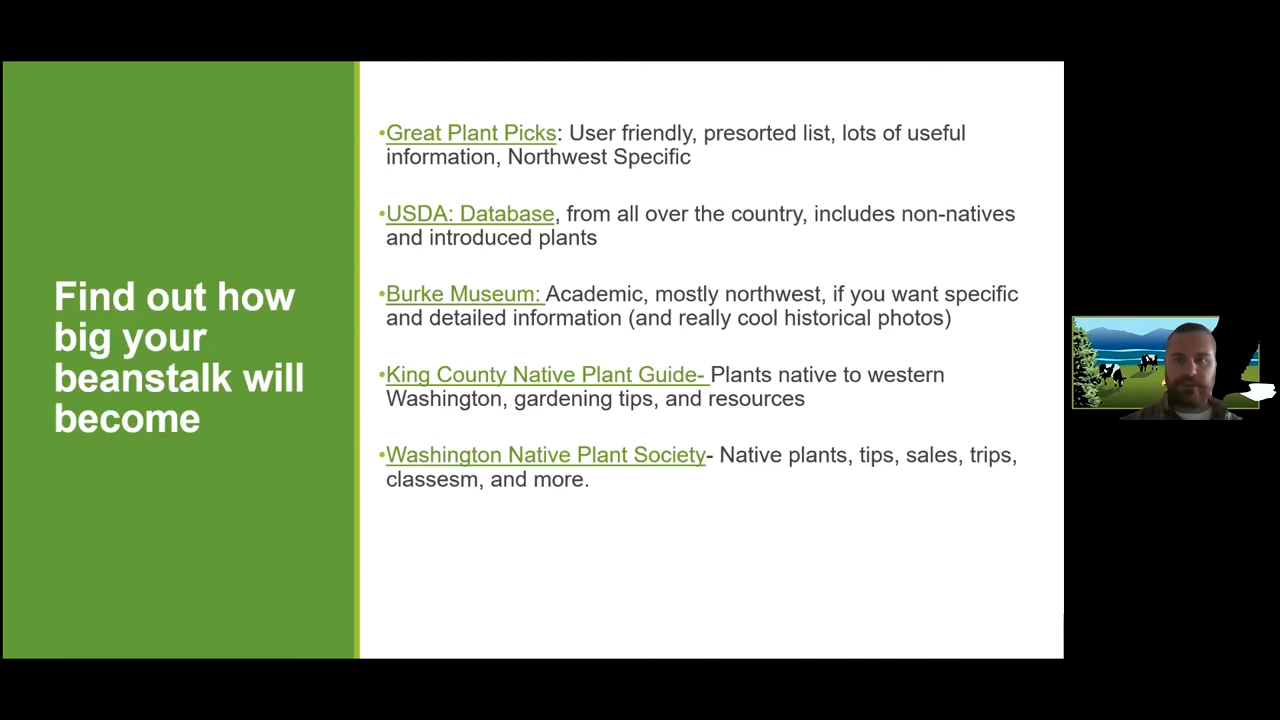 Find out how
big your
beanstalk will
become
•Great Plant Picks: User friendly, presorted list, lots of useful
information, Northwest Specific
•USDA: Database, from all over the country, includes non-natives
and introduced plants
•Burke Museum: Academic, mostly northwest, if you want specific
and detailed information (and really cool historical photos)
•King County Native Plant Guide- Plants native to western
Washington, gardening tips, and resources
•Washington Native Plant Society- Native plants, tips, sales, trips,
classesm, and more.